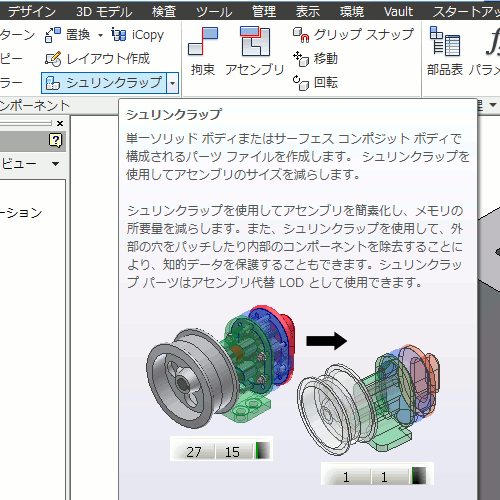 デザイン 3D モデル 検査 ツール 管理 表示 環境 Vault スタートアッ
ターン 置換 iCopy
ピー レイアウト作成
ラー シュリンクラップ
拘束 アセンブリ
グリップ スナップ
移動
回転
部品表 パラメ
ンポーネント
ビュー
ーション
シュリンクラップ
単一ソリッド ボディまたはサーフェス コンポジット ボディで
構成されるパーツ ファイルを作成します。 シュリンクラップを
使用してアセンブリのサイズを減らします。
シュリンクラップを使用してアセンブリを簡素化し、メモリの
所要量を減らします。また、シュリンクラップを使用して、外
部の穴をパッチしたり内部のコンポーネントを除去することに
より、知的データを保護することもできます。シュリンクラッ
プ パーツはアセンブリ代替 LOD として使用できます。
27 15
1 1